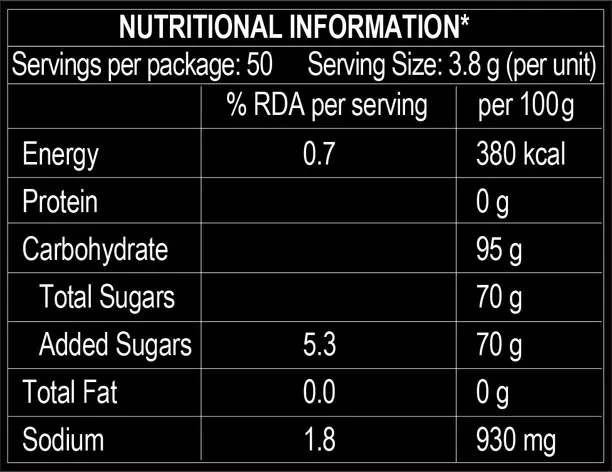 NUTRITIONAL INFORMATION*
Servings per package: 50 Serving Size: 3.8 g (per unit)
% RDA per serving per 100g
Energy 0.7 380 kcal
Protein 0 g
Carbohydrate 95 g
Total Sugars 70 g
Added Sugars 5.3 70 g
Total Fat 0.0 0 g
Sodium 1.8 930 mg